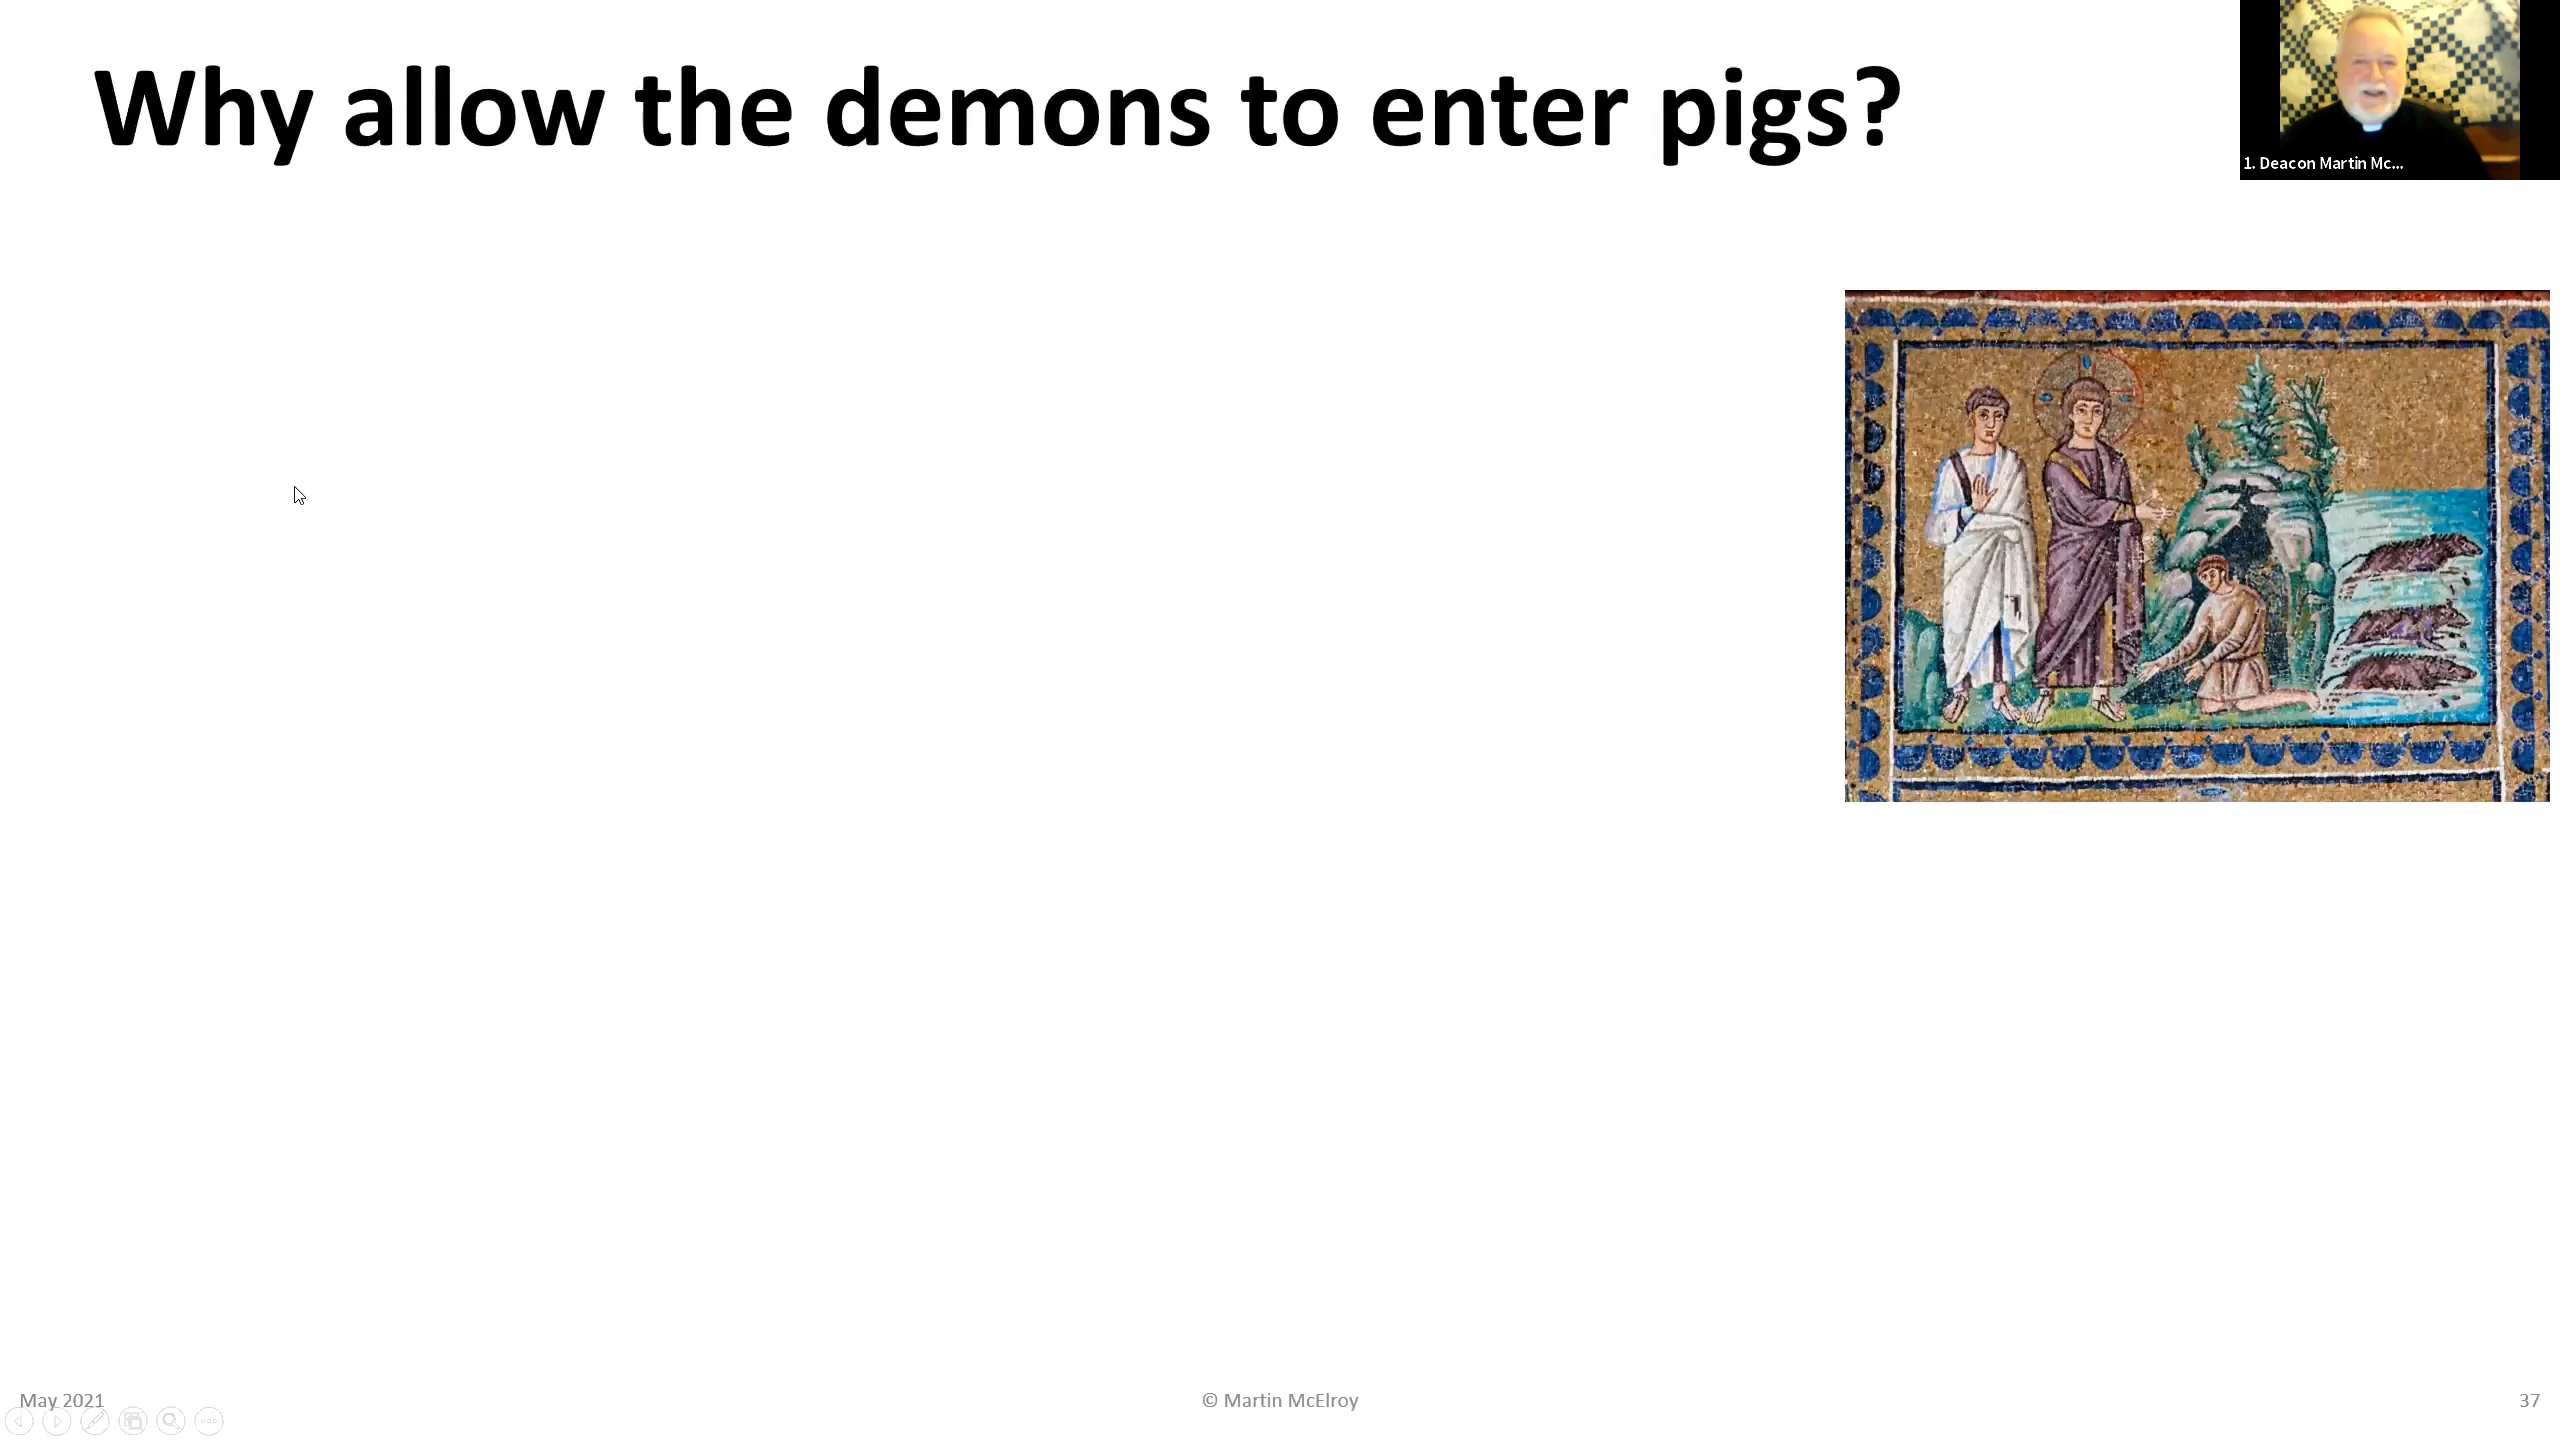 Why allow the demons to enter pigs?
1. Deacon Martin Mc...
May 2021
© Martin McElroy
37